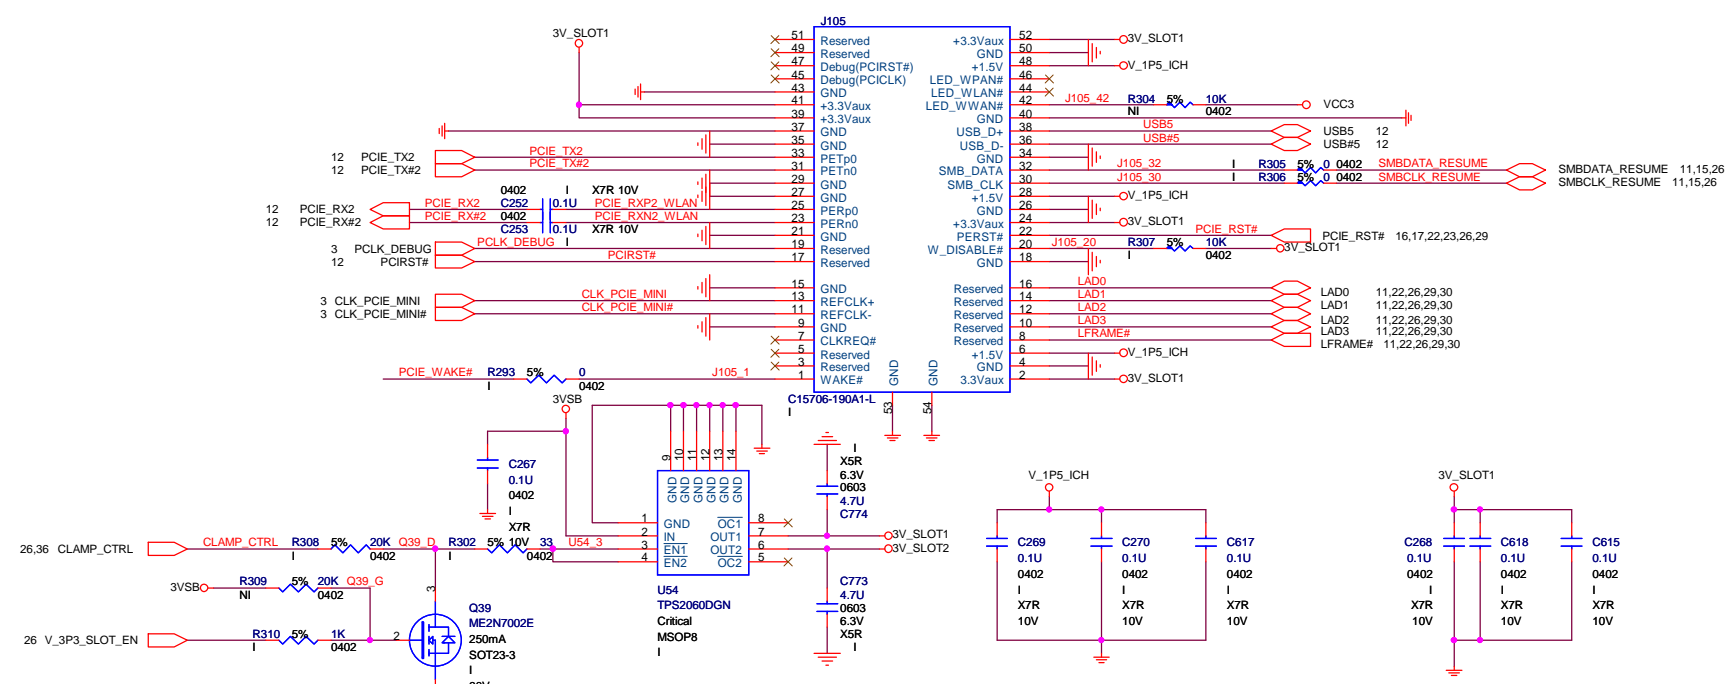 J105
3V_SLOT1
51 Reserved +3.3Vaux 52 3V_SLOT1
49 Reserved GND 50
47 Debug(PCIRST#) +1.5V 48 V_1P5_ICH
45 Debug(PCICLK) LED_WPAN# 46
43 GND LED_WLAN# 44
41 +3.3Vaux LED_WWAN# 42 J105_42 R304 5% 10K VCC3
NI 0402
39 +3.3Vaux GND 40
37 GND USB_D+ 38 USB5 USB5 12
35 GND USB_D- 36 USB#5 USB#5 12
12 PCIE_TX2 PCIE_TX2 33 PETp0 GND 34
12 PCIE_TX#2 PCIE_TX#2 31 PETn0 SMB_DATA 32 J105_32 I R305 5% 0 0402 SMBDATA_RESUME SMBDATA_RESUME 11,15,26
29 GND SMB_CLK 30 J105_30 I R306 5% 0 0402 SMBCLK_RESUME SMBCLK_RESUME 11,15,26
0402 I X7R 10V 27 GND +1.5V 28 V_1P5_ICH
12 PCIE_RX2 PCIE_RX2 C252 0.1U PCIE_RXP2_WLAN 25 PERp0 GND 26
12 PCIE_RX#2 PCIE_RX#2 0402 PCIE_RXN2_WLAN 23 PERn0 +3.3Vaux 24 3V_SLOT1
C253 0.1U X7R 10V
I
21 GND PERST# 22 PCIE_RST# PCIE_RST# 16,17,22,23,26,29
3 PCLK_DEBUG PCLK_DEBUG 19 Reserved W_DISABLE# 20 J105_20 R307 5% 10K 3V_SLOT1
I 0402
12 PCIRST# PCIRST# 17 Reserved GND 18
15 GND Reserved 16 LAD0 LAD0 11,22,26,29,30
3 CLK_PCIE_MINI CLK_PCIE_MINI 13 REFCLK+ Reserved 14 LAD1 LAD1 11,22,26,29,30
3 CLK_PCIE_MINI# CLK_PCIE_MINI# 11 REFCLK- Reserved 12 LAD2 LAD2 11,22,26,29,30
9 GND Reserved 10 LAD3 LAD3 11,22,26,29,30
7 CLKREQ# Reserved 8 LFRAME# LFRAME# 11,22,26,29,30
5 Reserved +1.5V 6 V_1P5_ICH
3 Reserved GND 4
PCIE_WAKE# R293 5% 0 J105_1 1 WAKE# 3.3Vaux 2 3V_SLOT1
I 0402
GND GND
53 54
C15706-190A1-L
I
3VSB
C267
0.1U
0402
I
X7R
10V
9 10 11 12 13 14
GND GND GND GND GND GND
1 GND OC1 8
2 IN OUT1 7 3V_SLOT1
3 EN1 OUT2 6 3V_SLOT2
4 EN2 OC2 5
U54
TPS2060DGN
Critical
MSOP8
I
26,36 CLAMP_CTRL CLAMP_CTRL R308 5% 20K Q39_D R302 5% 33 U54_3
I 0402 I 0402
3VSB R309 5% 20K Q39_G
NI 0402
26 V_3P3_SLOT_EN R310 5% 1K 2
I 0402
3
Q39
ME2N7002E
250mA
SOT23-3
I
I
X5R
6.3V
0603
4.7U
C774
C773
4.7U
0603
6.3V
X5R
I
V_1P5_ICH
C269 C270 C617
0.1U 0.1U 0.1U
0402 0402 0402
I I I
X7R X7R X7R
10V 10V 10V
3V_SLOT1
C268 C618 C615
0.1U 0.1U 0.1U
0402 0402 0402
I I I
X7R X7R X7R
10V 10V 10V